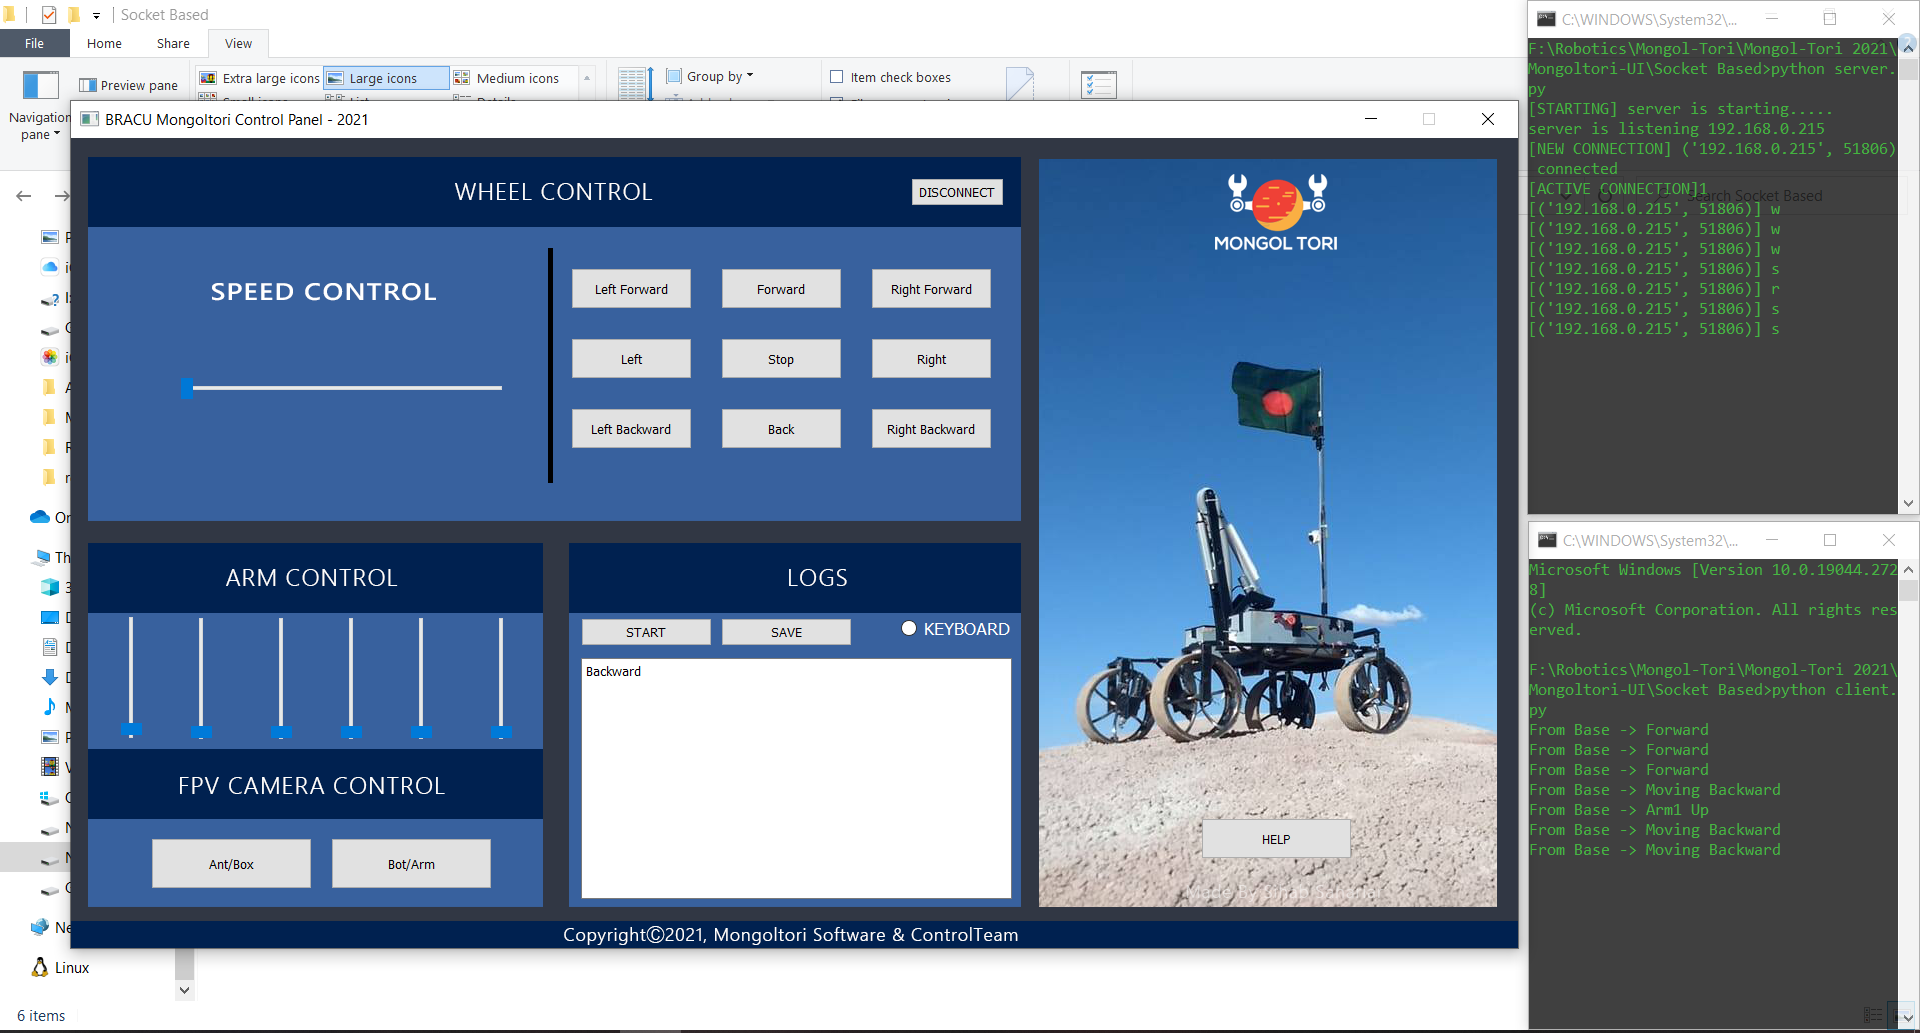 Socket Based
File
Home
Share
View
Navigation
pane
Preview pane
Extra large icons
Large icons
Medium icons
Group by
Item check boxes
BRACU Mongoltori Control Panel - 2021
WHEEL CONTROL
DISCONNECT
SPEED CONTROL
Left Forward
Forward
Right Forward
Left
Stop
Right
Left Backward
Back
Right Backward
ARM CONTROL
FPV CAMERA CONTROL
Ant/Box
Bot/Arm
LOGS
START
SAVE
KEYBOARD
Backward
MONGOL TORI
HELP
Copyright©2021, Mongoltori Software & ControlTeam
Linux
6 items
C:\WINDOWS\System32\...
F:\Robotics\Mongol-Tori\Mongol-Tori 2021\
Mongoltori-UI\Socket Based>python server.
py
[STARTING] server is starting.....
server is listening 192.168.0.215
[NEW CONNECTION] ('192.168.0.215', 51806)
connected
[ACTIVE CONNECTION]1
Search Socket Based
[('192.168.0.215', 51806)] w
[('192.168.0.215', 51806)] w
[('192.168.0.215', 51806)] w
[('192.168.0.215', 51806)] s
[('192.168.0.215', 51806)] r
[('192.168.0.215', 51806)] s
[('192.168.0.215', 51806)] s
C:\WINDOWS\System32\...
Microsoft Windows [Version 10.0.19044.272
8]
(c) Microsoft Corporation. All rights res
erved.
F:\Robotics\Mongol-Tori\Mongol-Tori 2021\
Mongoltori-UI\Socket Based>python client.
py
From Base -> Forward
From Base -> Forward
From Base -> Forward
From Base -> Moving Backward
From Base -> Arm1 Up
From Base -> Moving Backward
From Base -> Moving Backward